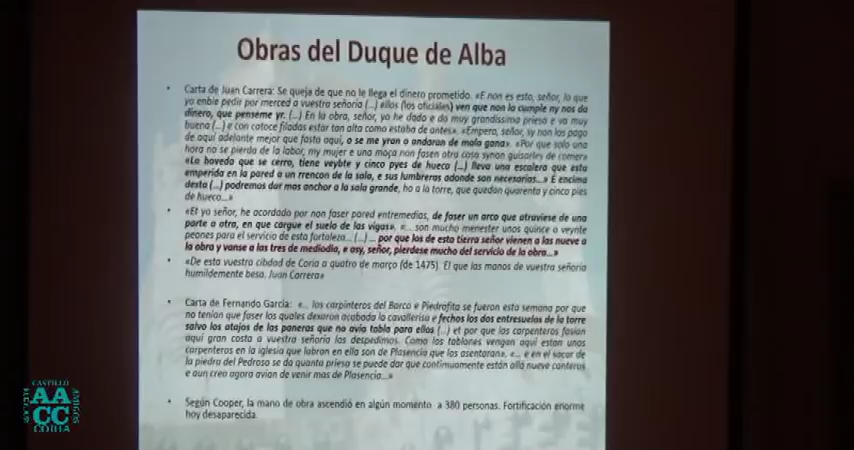 Obras del Duque de Alba
• Carta de Juan Carrera: Se queja de que no le llega el dinero prometido. «E non es esto, señor, lo que
yo enbie pedir por merced a vuestra señoría (...) ellos (los oficiales) ven que non la cumple ny nos da
dinero, que penseme yr. (...) En la obra, señor, yo he dado e do muy grandissima priesa e va muy
buena (...) e con catoce filadas estar tan alta como estaba de antes». «Empero, señor, sy non los pago
de aquí adelante mejor que fasta aquí, o se me yran o andaran de mala gana». «Por que solo una
hora no se pierda de la labor, my mujer e una moça non fasen otra cosa synon guisarles de comer»
«La boveda que se cerro, tiene veybte y cinco pyes de hueco (...) lleva una escalera que esta
emperida en la pared a un rrencon de la sala, e sus lumbreras adonde son necesarias...» E encima
desta (...) podremos dar mas anchor a la sala grande, ho a la torre, que quedan quarenta y cinco pies
de hueco...»
• «Et yo señor, he acordado por non faser pared entremedias, de faser un arco que atraviese de una
parte a otra, en que cargue el suelo de las vigas», «... son mucho menester unos quince o veynte
peones para el servicio de esta fortaleza... (...) ... por que los de esta tierra señor vienen a las nueve a
la obra y vanse a las tres de mediodia, e asy, señor, pierdese mucho del servicio de la obra...»
• «De esta vuestra cibdad de Coria a quatro de março (de 1475). El que las manos de vuestra señoría
humildemente besa. Juan Carrera»
• Carta de Fernando García: «... los carpinteros del Barco e Piedrafita se fueron esta semana por que
no tenian que faser los quales dexaron acabada la cavalleriza e fechos los dos entresuelos de la torre
salvo los atajos de las paneras que no avia tabla para ellos (...) et por que los carpenteros fasian
aqui gran costa a vuestra señoria los despedimos. Como los tablones vengan aqui estan unos
carpenteros en la iglesia que labran en ella son de Plasencia que los asentaran», «... e en el sacar de
la piedra del Pedroso se da quanta priesa se puede dar que continuamente están allá nueve canteros
e aun creo agora avian de venir mas de Plasencia...»
• Según Cooper, la mano de obra ascendió en algún momento a 380 personas. Fortificación enorme
hoy desaparecida.
CASTILLO
AA
CC
AMIGOS
CORIA